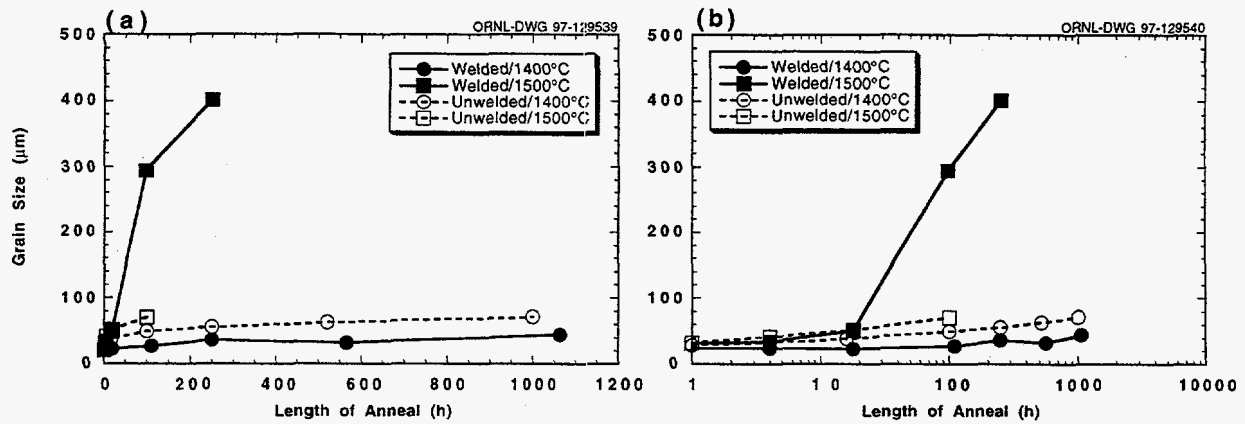 (a)
ORNL-DWG 97-129539
500
400
300
200
100
0
Grain Size (μm)
Welded/1400°C
Welded/1500°C
Unwelded/1400°C
Unwelded/1500°C
0 200 400 600 800 1000 1200
Length of Anneal (h)
(b)
ORNL-DWG 97-129540
500
400
300
200
100
0
Welded/1400°C
Welded/1500°C
Unwelded/1400°C
Unwelded/1500°C
1 10 100 1000 10000
Length of Anneal (h)